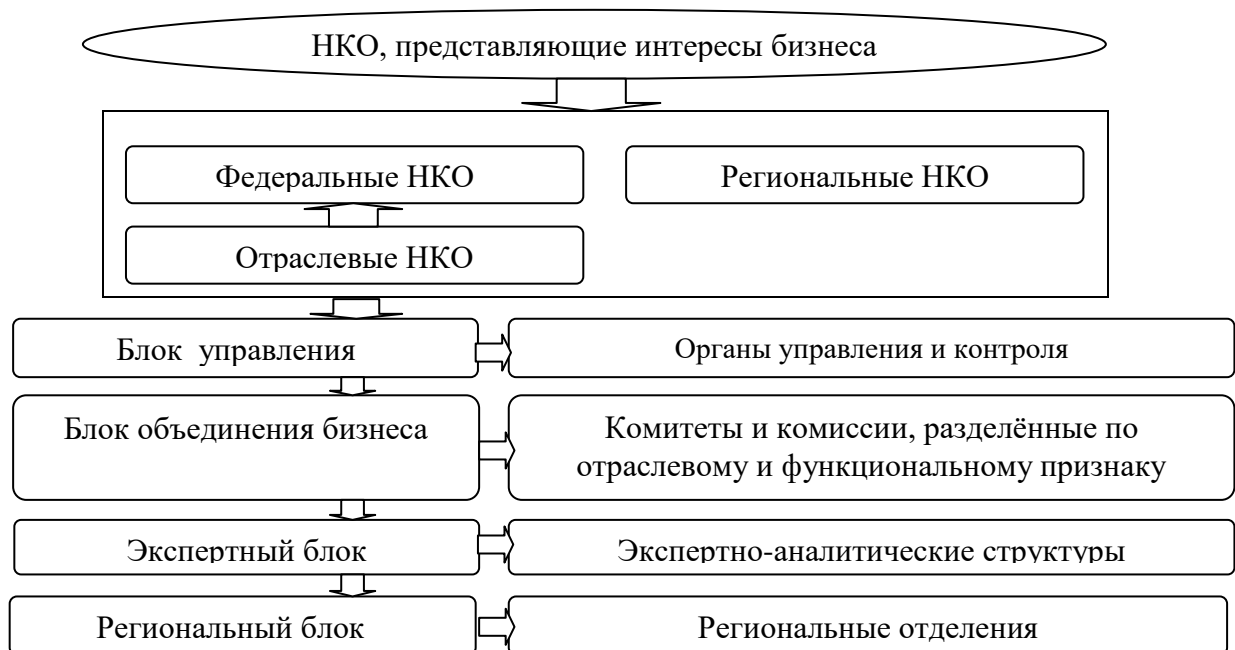 НКО, представляющие интересы бизнеса
Федеральные НКО
Региональные НКО
Отраслевые НКО
Блок управления
Органы управления и контроля
Блок объединения бизнеса
Комитеты и комиссии, разделённые по
отраслевому и функциональному признаку
Экспертный блок
Экспертно-аналитические структуры
Региональный блок
Региональные отделения